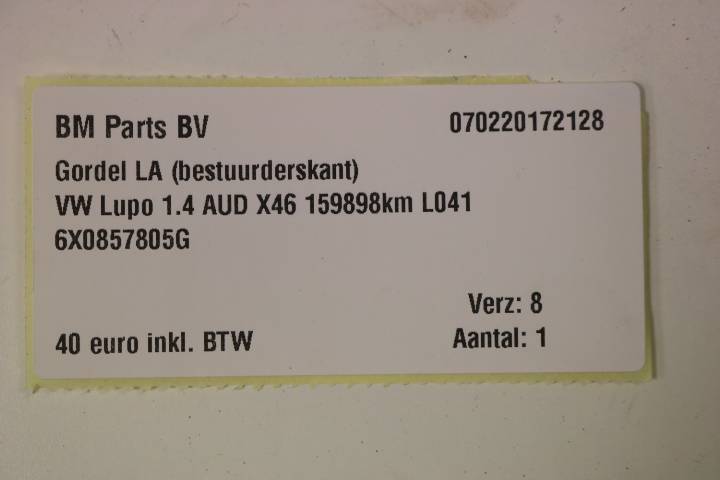 BM Parts BV 070220172128
Gordel LA (bestuurderskant)
VW Lupo 1.4 AUD X46 159898km L041
6X0857805G
Verz: 8
40 euro inkl. BTW Aantal: 1